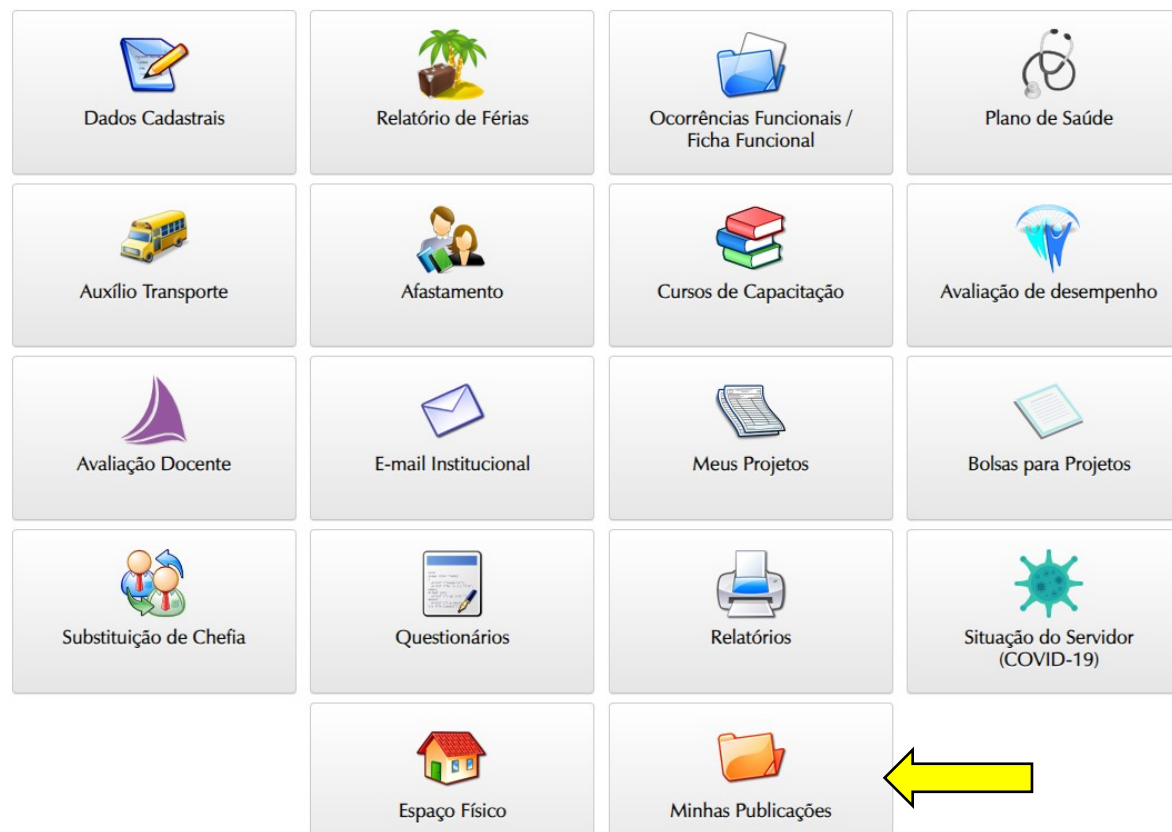 Dados Cadastrais
Relatório de Férias
Ocorrências Funcionais /
Ficha Funcional
Plano de Saúde
Auxílio Transporte
Afastamento
Cursos de Capacitação
Avaliação de desempenho
Avaliação Docente
E-mail Institucional
Meus Projetos
Bolsas para Projetos
Substituição de Chefia
Questionários
Relatórios
Situação do Servidor
(COVID-19)
Espaço Físico
Minhas Publicações